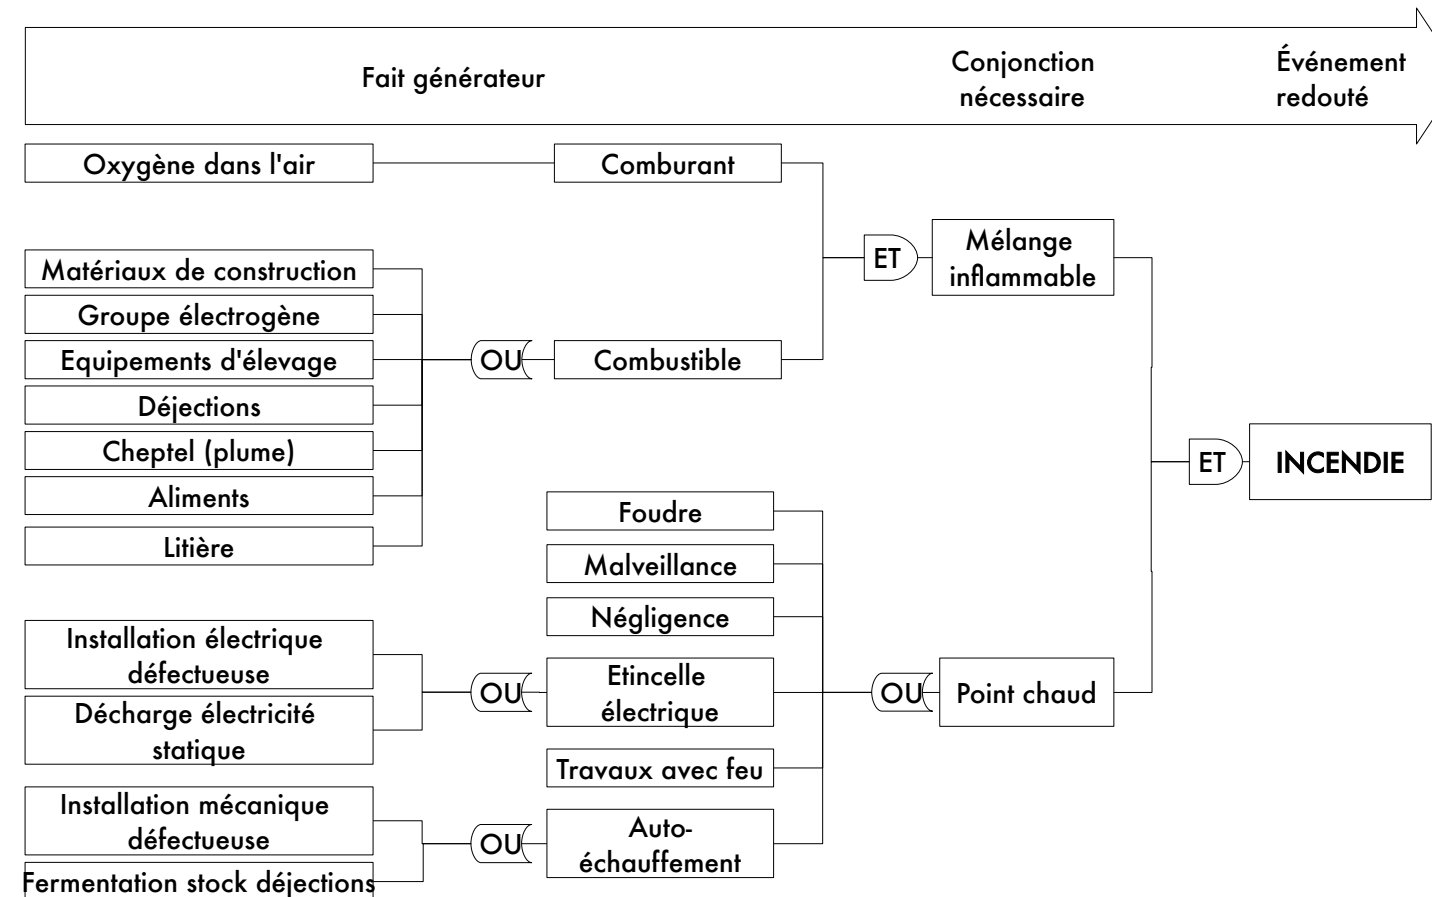 Fait générateur
Conjonction
nécessaire
Événement
redouté
Oxygène dans l'air
Comburant
ET
Mélange
inflammable
Matériaux de construction
Groupe électrogène
Equipements d'élevage
OU
Combustible
Déjections
Cheptel (plume)
Aliments
Litière
ET
INCENDIE
Foudre
Malveillance
Négligence
Installation électrique
défectueuse
Décharge électricité
statique
OU
Etincelle
électrique
OU
Point chaud
Travaux avec feu
Installation mécanique
défectueuse
Fermentation stock déjections
OU
Auto-
échauffement